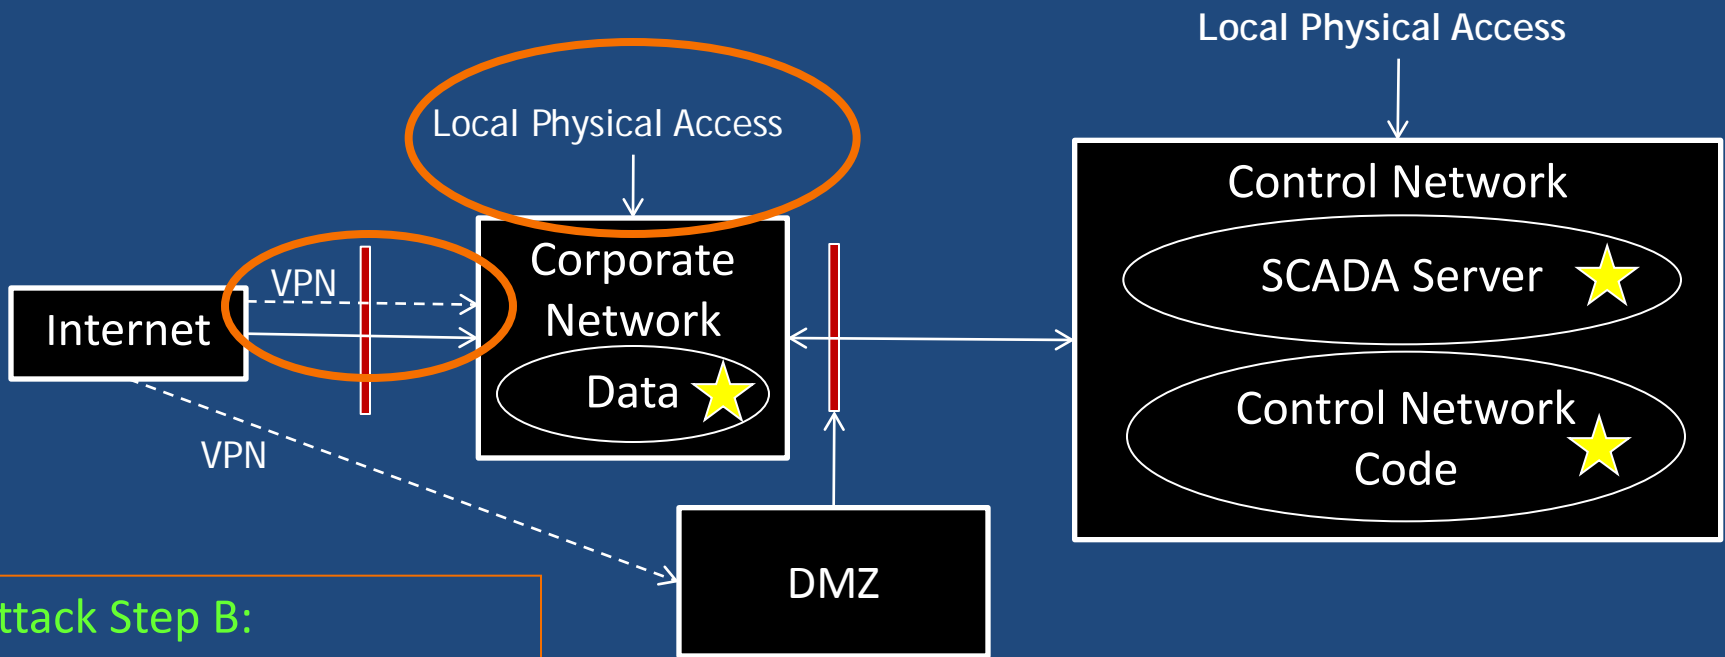 Local Physical Access
Local Physical Access
Control Network
SCADA Server
Control Network
Code
Corporate
Network
Data
VPN
Internet
VPN
DMZ
ttack Step B: